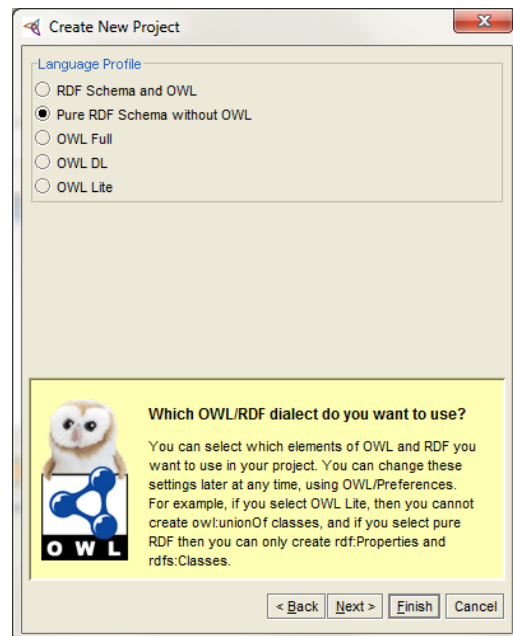 Create New Project
X
Language Profile
RDF Schema and OWL
Pure RDF Schema without OWL
OWL Full
OWL DL
OWL Lite
Which OWL/RDF dialect do you want to use?
You can select which elements of OWL and RDF you
want to use in your project. You can change these
settings later at any time, using OWL/Preferences.
For example, if you select OWL Lite, then you cannot
create owl:unionOf classes, and if you select pure
RDF then you can only create rdf:Properties and
rdfs:Classes.
OWL
< Back Next > Finish Cancel